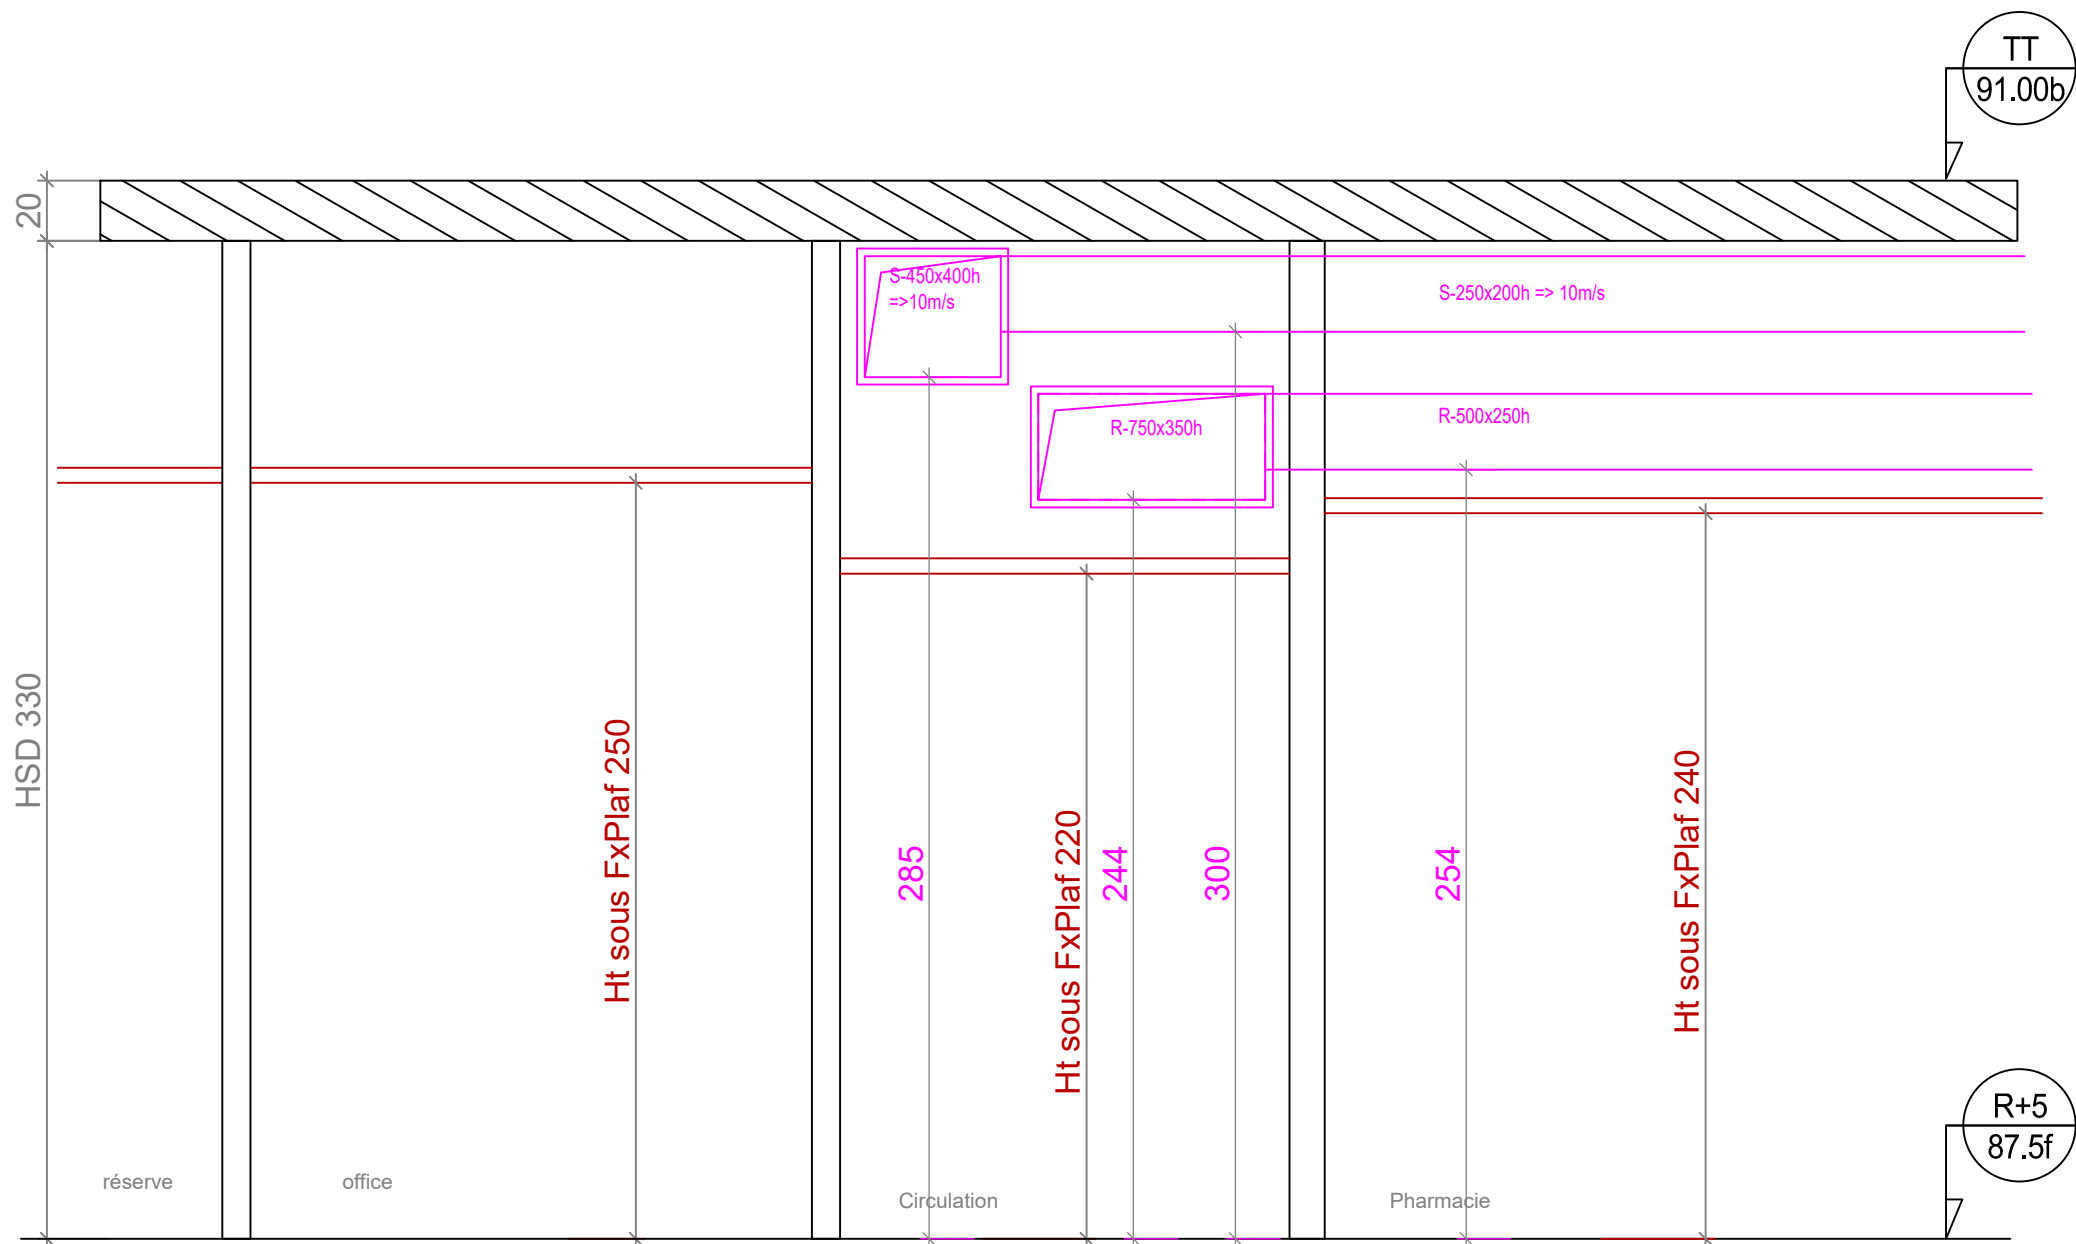 TT
91.00b
20
S-450x400h
=>10m/s
S-250x200h => 10m/s
R-500x250h
R-750x350h
HSD 330
Ht sous FxPlaf 250
285
Ht sous FxPlaf 220
244
300
254
Ht sous FxPlaf 240
R+5
87.5f
réserve
office
Circulation
Pharmacie